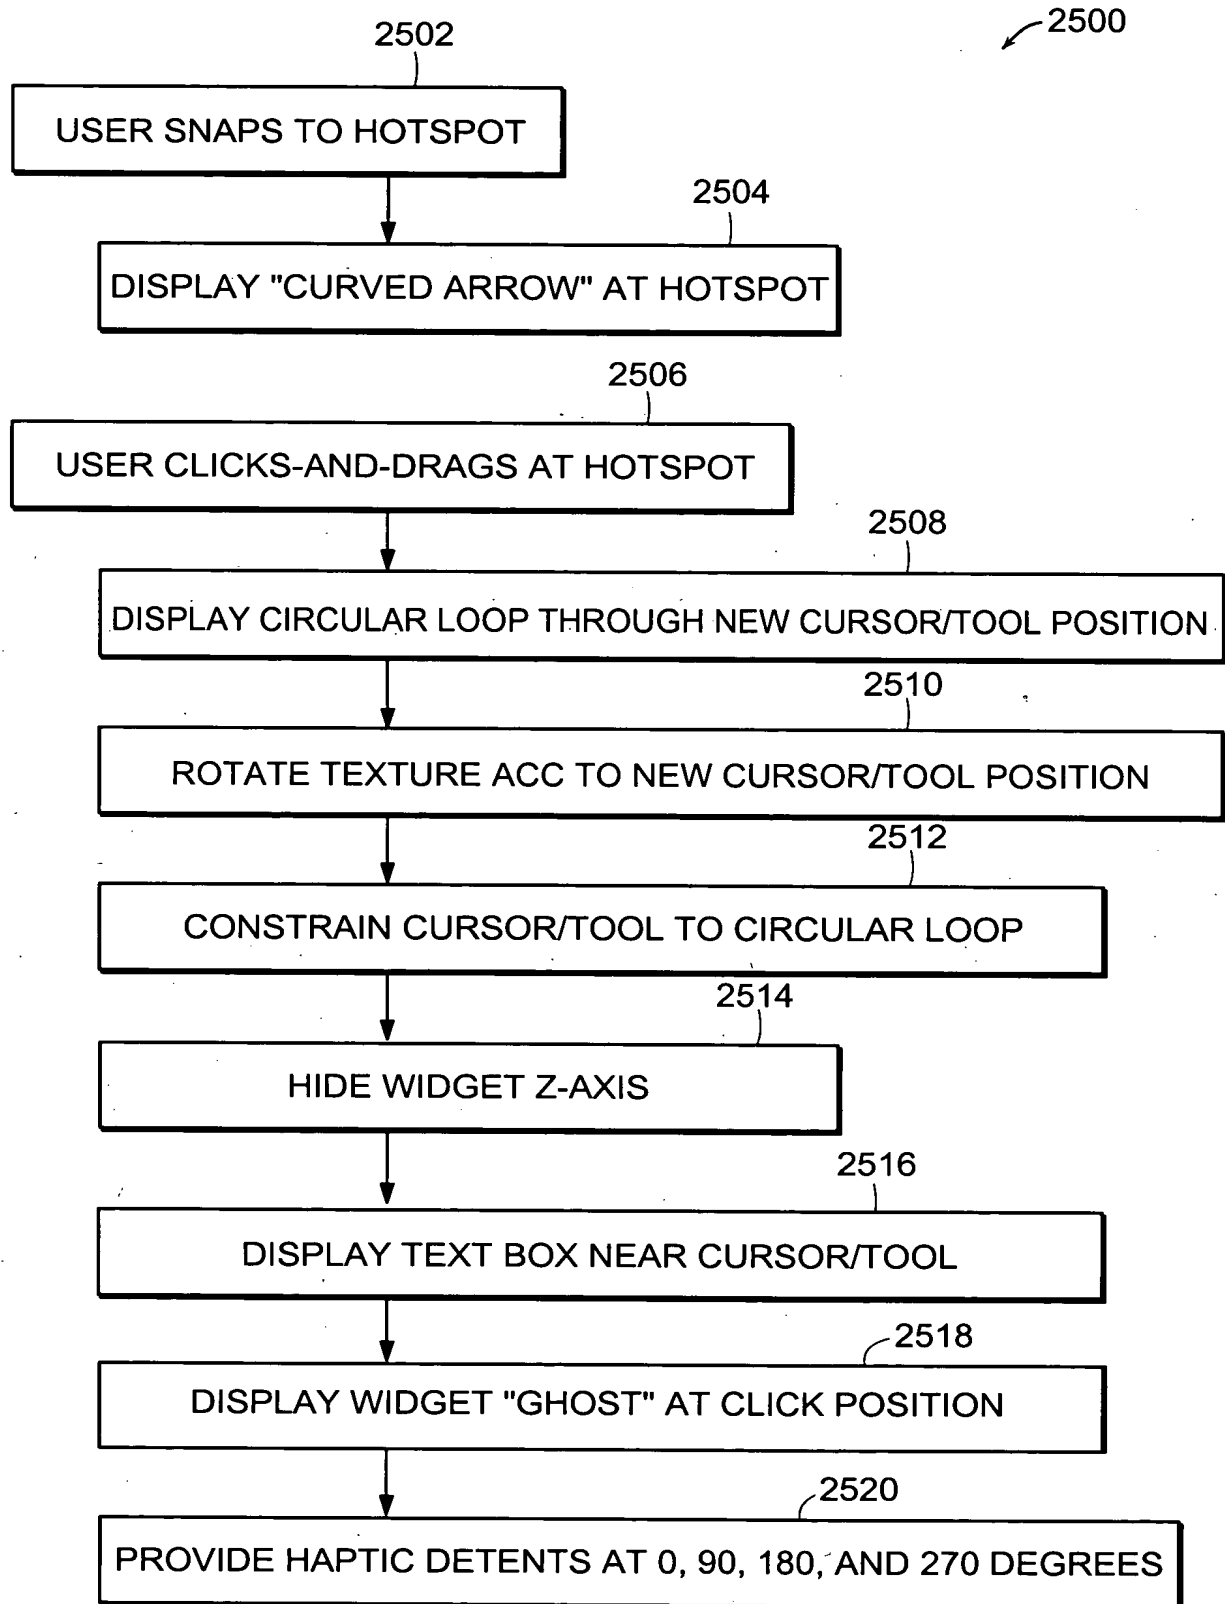 2500
2502
USER SNAPS TO HOTSPOT
2504
DISPLAY "CURVED ARROW" AT HOTSPOT
2506
USER CLICKS-AND-DRAGS AT HOTSPOT
2508
DISPLAY CIRCULAR LOOP THROUGH NEW CURSOR/TOOL POSITION
2510
ROTATE TEXTURE ACC TO NEW CURSOR/TOOL POSITION
2512
CONSTRAIN CURSOR/TOOL TO CIRCULAR LOOP
2514
HIDE WIDGET Z-AXIS
2516
DISPLAY TEXT BOX NEAR CURSOR/TOOL
2518
DISPLAY WIDGET "GHOST" AT CLICK POSITION
2520
PROVIDE HAPTIC DETENTS AT 0, 90, 180, AND 270 DEGREES